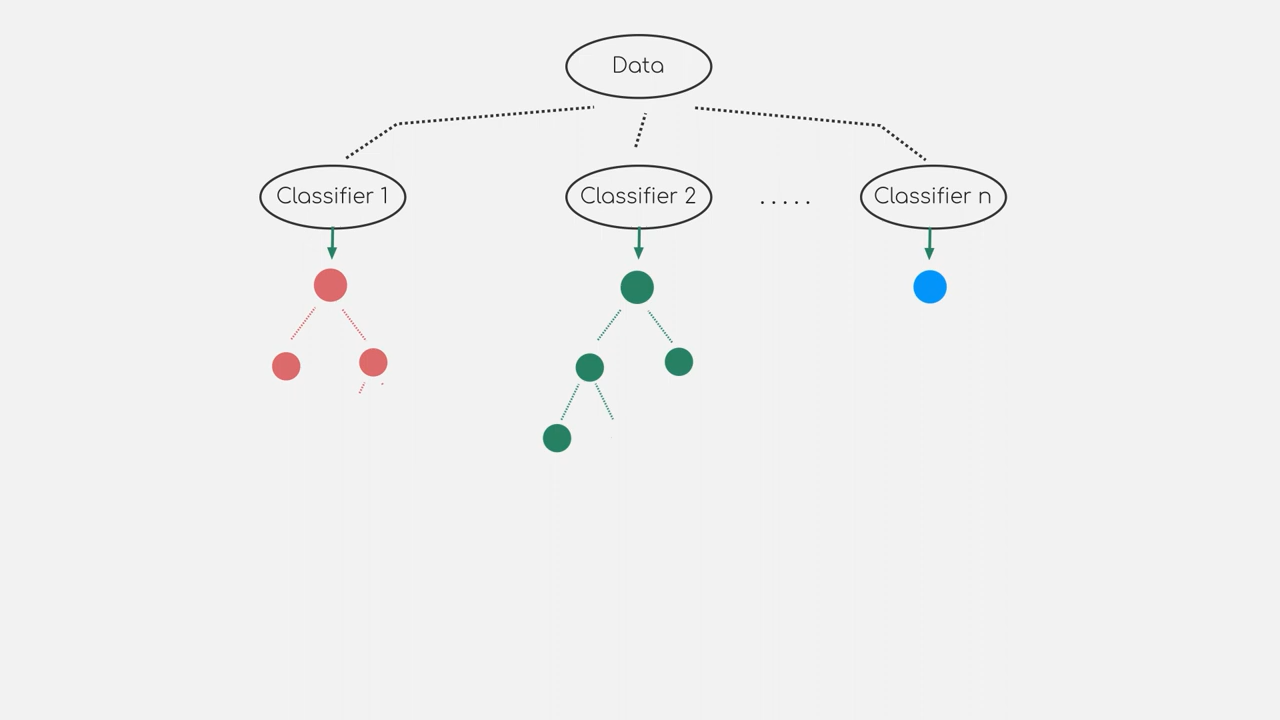 Data
Classifier 1
Classifier 2
. . . . .
Classifier n